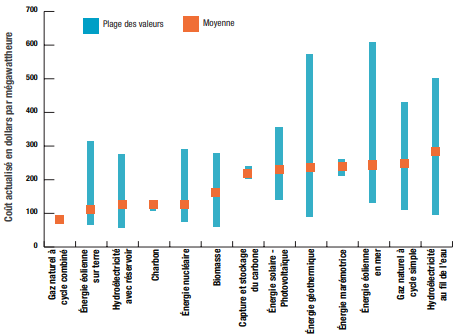 Coût actualisé en dollars par mégawattheure
700
600
500
400
300
200
100
0
Plage des valeurs
Moyenne
Gaz naturel à
cycle combiné
Énergie éolienne
sur terre
Hydroélectricité
avec réservoir
Charbon
Énergie nucléaire
Biomasse
Capture et stockage
du carbone
Énergie solaire -
Photovoltaïque
Énergie géothermique
Énergie marémotrice
Énergie éolienne
en mer
Gaz naturel à
cycle simple
Hydroélectricité
au fil de l'eau